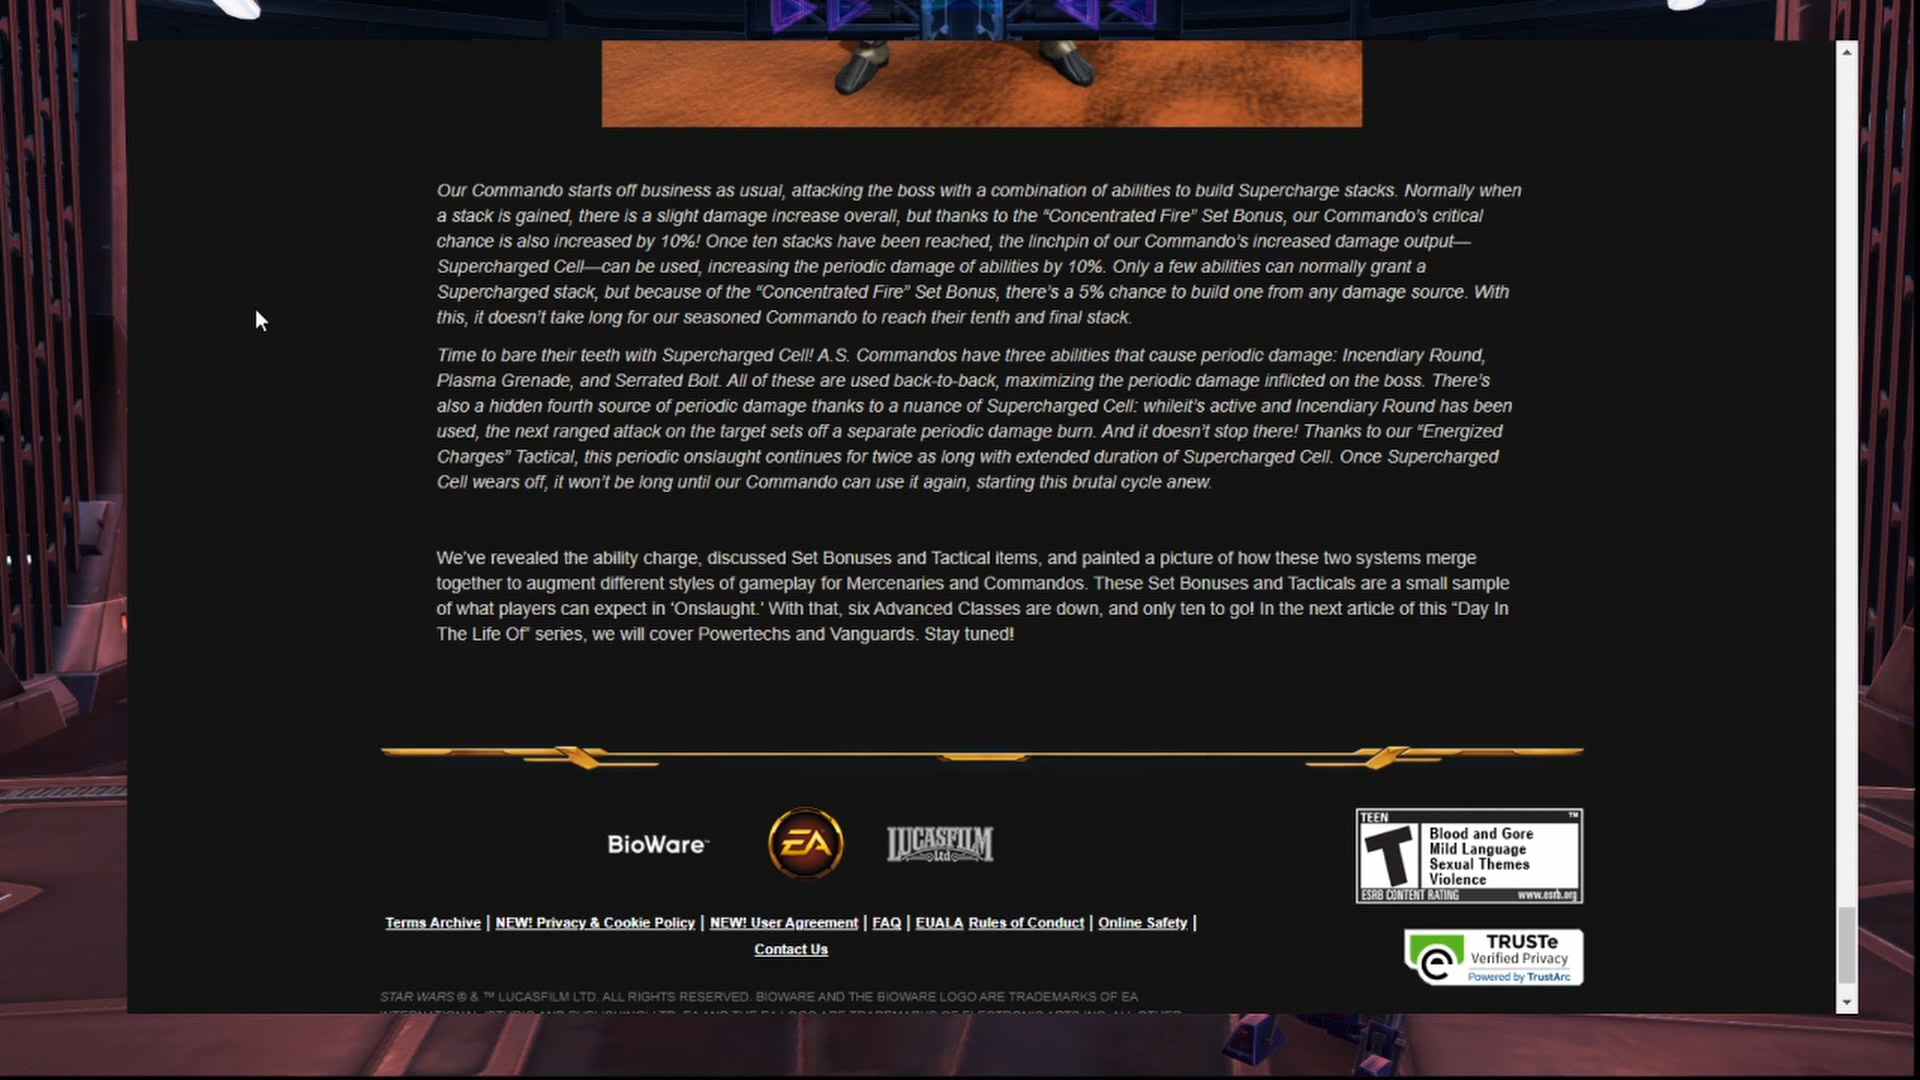 Our Commando starts off business as usual, attacking the boss with a combination of abilities to build Supercharge stacks. Normally when
a stack is gained, there is a slight damage increase overall, but thanks to the “Concentrated Fire” Set Bonus, our Commando’s critical
chance is also increased by 10%! Once ten stacks have been reached, the linchpin of our Commando’s increased damage output—
Supercharged Cell—can be used, increasing the periodic damage of abilities by 10%. Only a few abilities can normally grant a
Supercharged stack, but because of the “Concentrated Fire” Set Bonus, there’s a 5% chance to build one from any damage source. With
this, it doesn’t take long for our seasoned Commando to reach their tenth and final stack.
Time to bare their teeth with Supercharged Cell! A.S. Commandos have three abilities that cause periodic damage: Incendiary Round,
Plasma Grenade, and Serrated Bolt. All of these are used back-to-back, maximizing the periodic damage inflicted on the boss. There’s
also a hidden fourth source of periodic damage thanks to a nuance of Supercharged Cell: whileit’s active and Incendiary Round has been
used, the next ranged attack on the target sets off a separate periodic damage burn. And it doesn’t stop there! Thanks to our “Energized
Charges” Tactical, this periodic onslaught continues for twice as long with extended duration of Supercharged Cell. Once Supercharged
Cell wears off, it won’t be long until our Commando can use it again, starting this brutal cycle anew.
We’ve revealed the ability charge, discussed Set Bonuses and Tactical items, and painted a picture of how these two systems merge
together to augment different styles of gameplay for Mercenaries and Commandos. These Set Bonuses and Tacticals are a small sample
of what players can expect in ‘Onslaught.’ With that, six Advanced Classes are down, and only ten to go! In the next article of this “Day In
The Life Of” series, we will cover Powertechs and Vanguards. Stay tuned!
BioWare™
EA
LUCASFILM
Ltd
TEEN ™
T
Blood and Gore
Mild Language
Sexual Themes
Violence
ESRB CONTENT RATING www.esrb.org
Terms Archive | NEW! Privacy & Cookie Policy | NEW! User Agreement | FAQ | EUALA Rules of Conduct | Online Safety |
Contact Us
TRUSTe
Verified Privacy
Powered by TrustArc
STAR WARS © & ™ LUCASFILM LTD. ALL RIGHTS RESERVED. BIOWARE AND THE BIOWARE LOGO ARE TRADEMARKS OF EA